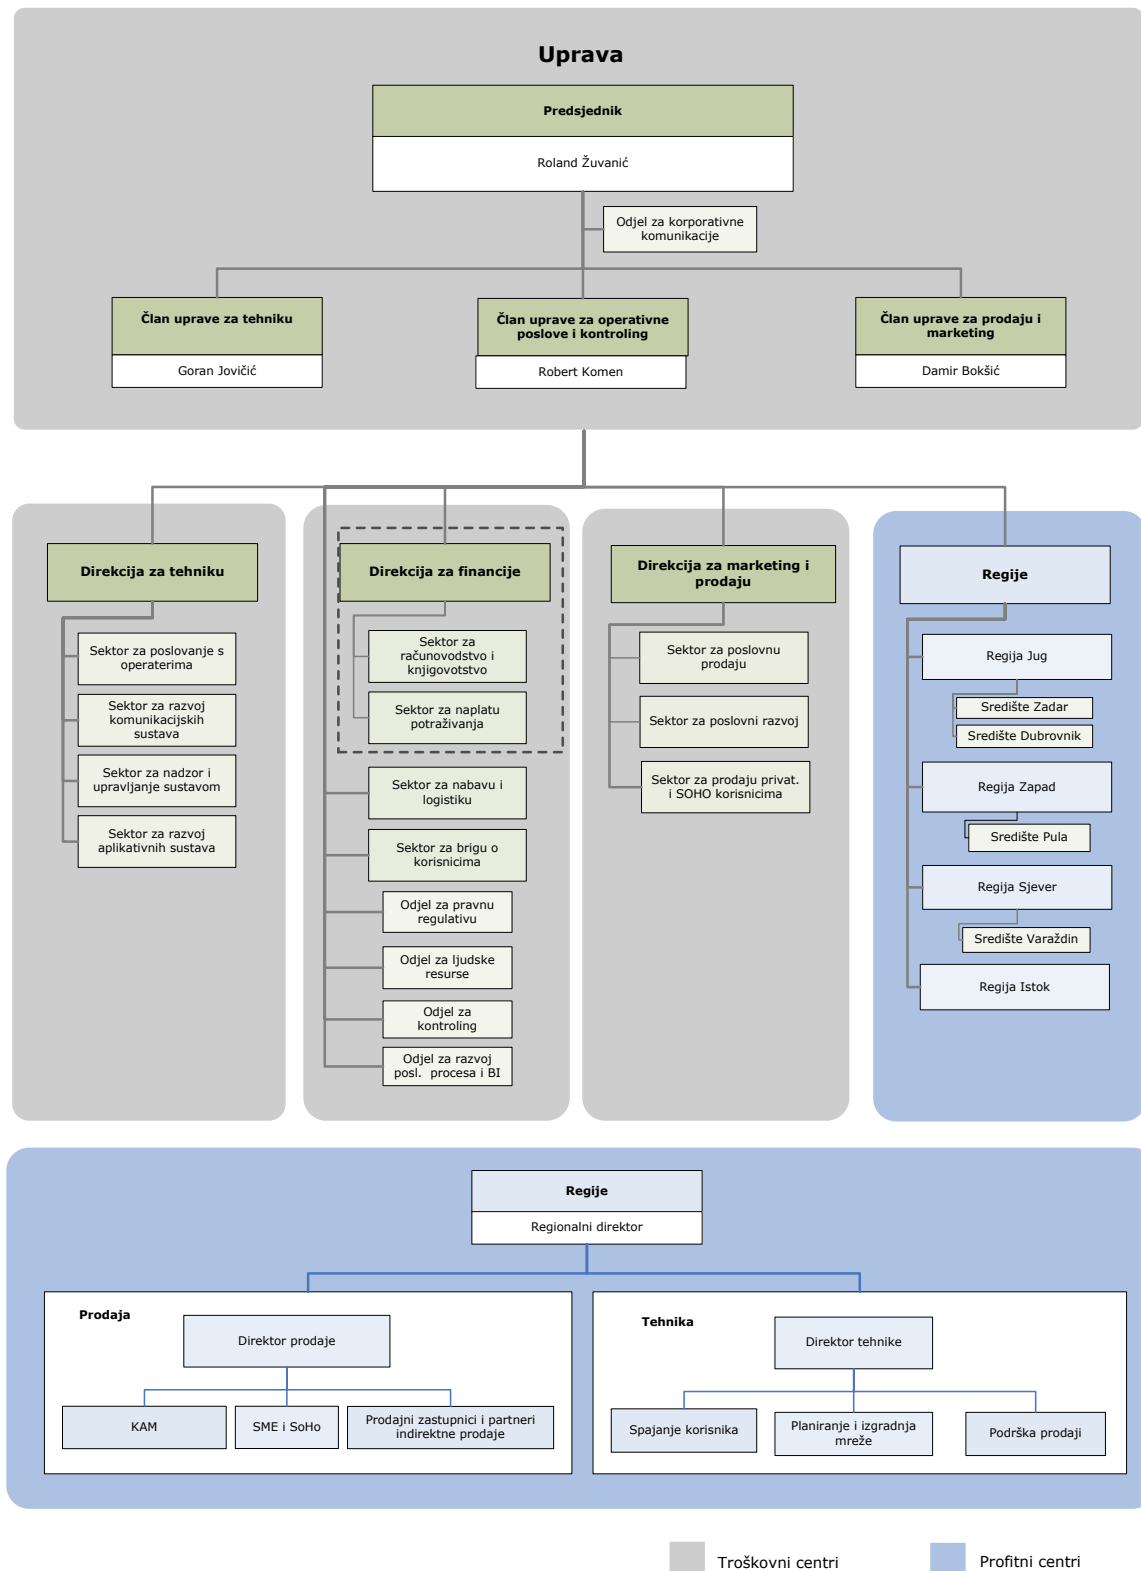 Uprava
Predsjednik
Roland Žuvanić
Odjel za korporativne
komunikacije
Član uprave za tehniku
Goran Jovičić
Član uprave za operativne
poslove i kontroling
Robert Komen
Član uprave za prodaju i
marketing
Damir Bokšić
Direkcija za tehniku
Sektor za poslovanje s
operaterima
Sektor za razvoj
komunikacijskih
sustava
Sektor za nadzor i
upravljanje sustavom
Sektor za razvoj
aplikativnih sustava
Direkcija za financije
Sektor za
računovodstvo i
knjigovotstvo
Sektor za naplatu
potraživanja
Sektor za nabavu i
logistiku
Sektor za brigu o
korisnicima
Odjel za pravnu
regulativu
Odjel za ljudske
resurse
Odjel za
kontroling
Odjel za razvoj
posl. procesa i BI
Direkcija za marketing i
prodaju
Sektor za poslovnu
prodaju
Sektor za poslovni razvoj
Sektor za prodaju privat.
i SOHO korisnicima
Regije
Regija Jug
Središte Zadar
Središte Dubrovnik
Regija Zapad
Središte Pula
Regija Sjever
Središte Varaždin
Regija Istok
Regije
Regionalni direktor
Prodaja
Direktor prodaje
KAM
SME i SoHo
Prodajni zastupnici i partneri
indirektne prodaje
Tehnika
Direktor tehnike
Spajanje korisnika
Planiranje i izgradnja
mreže
Podrška prodaji
Troškovni centri
Profitni centri